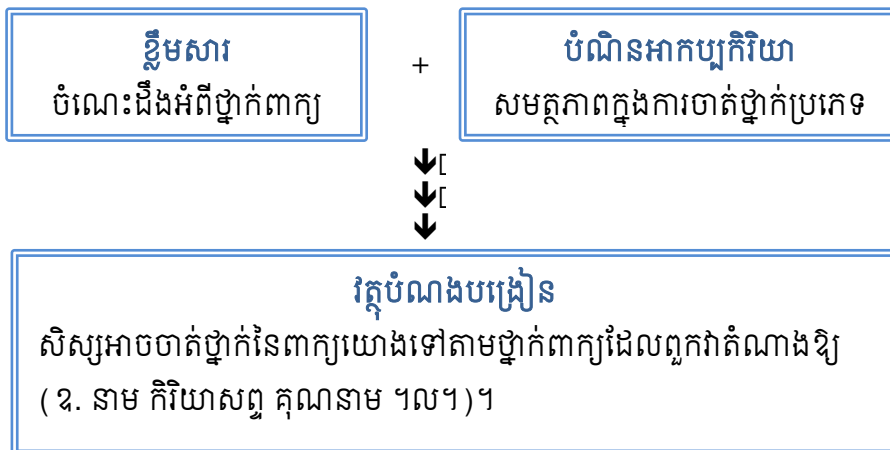 ខ្លឹមសារ
ចំណេះដឹងអំពីថ្នាក់ពាក្យ
+
បំណិនអាកប្បកិរិយា
សមត្ថភាពក្នុងការចាត់ថ្នាក់ប្រភេទ
វត្ថុបំណងបង្រៀន
សិស្សអាចចាត់ថ្នាក់នៃពាក្យយោងទៅតាមថ្នាក់ពាក្យដែលពួកវាតំណាងឱ្យ
(ឧ. នាម កិរិយាសព្ទ គុណនាម ។ល។)។